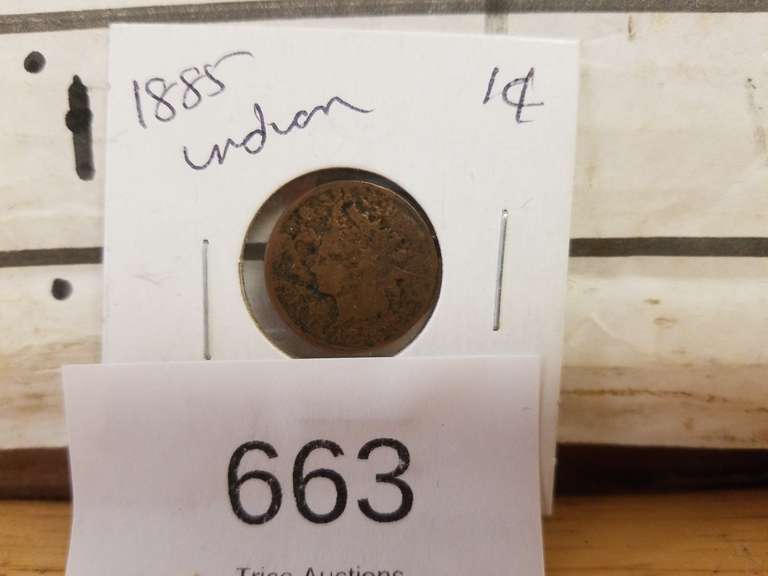 1885 1¢
Indian
663
Trice Auctions